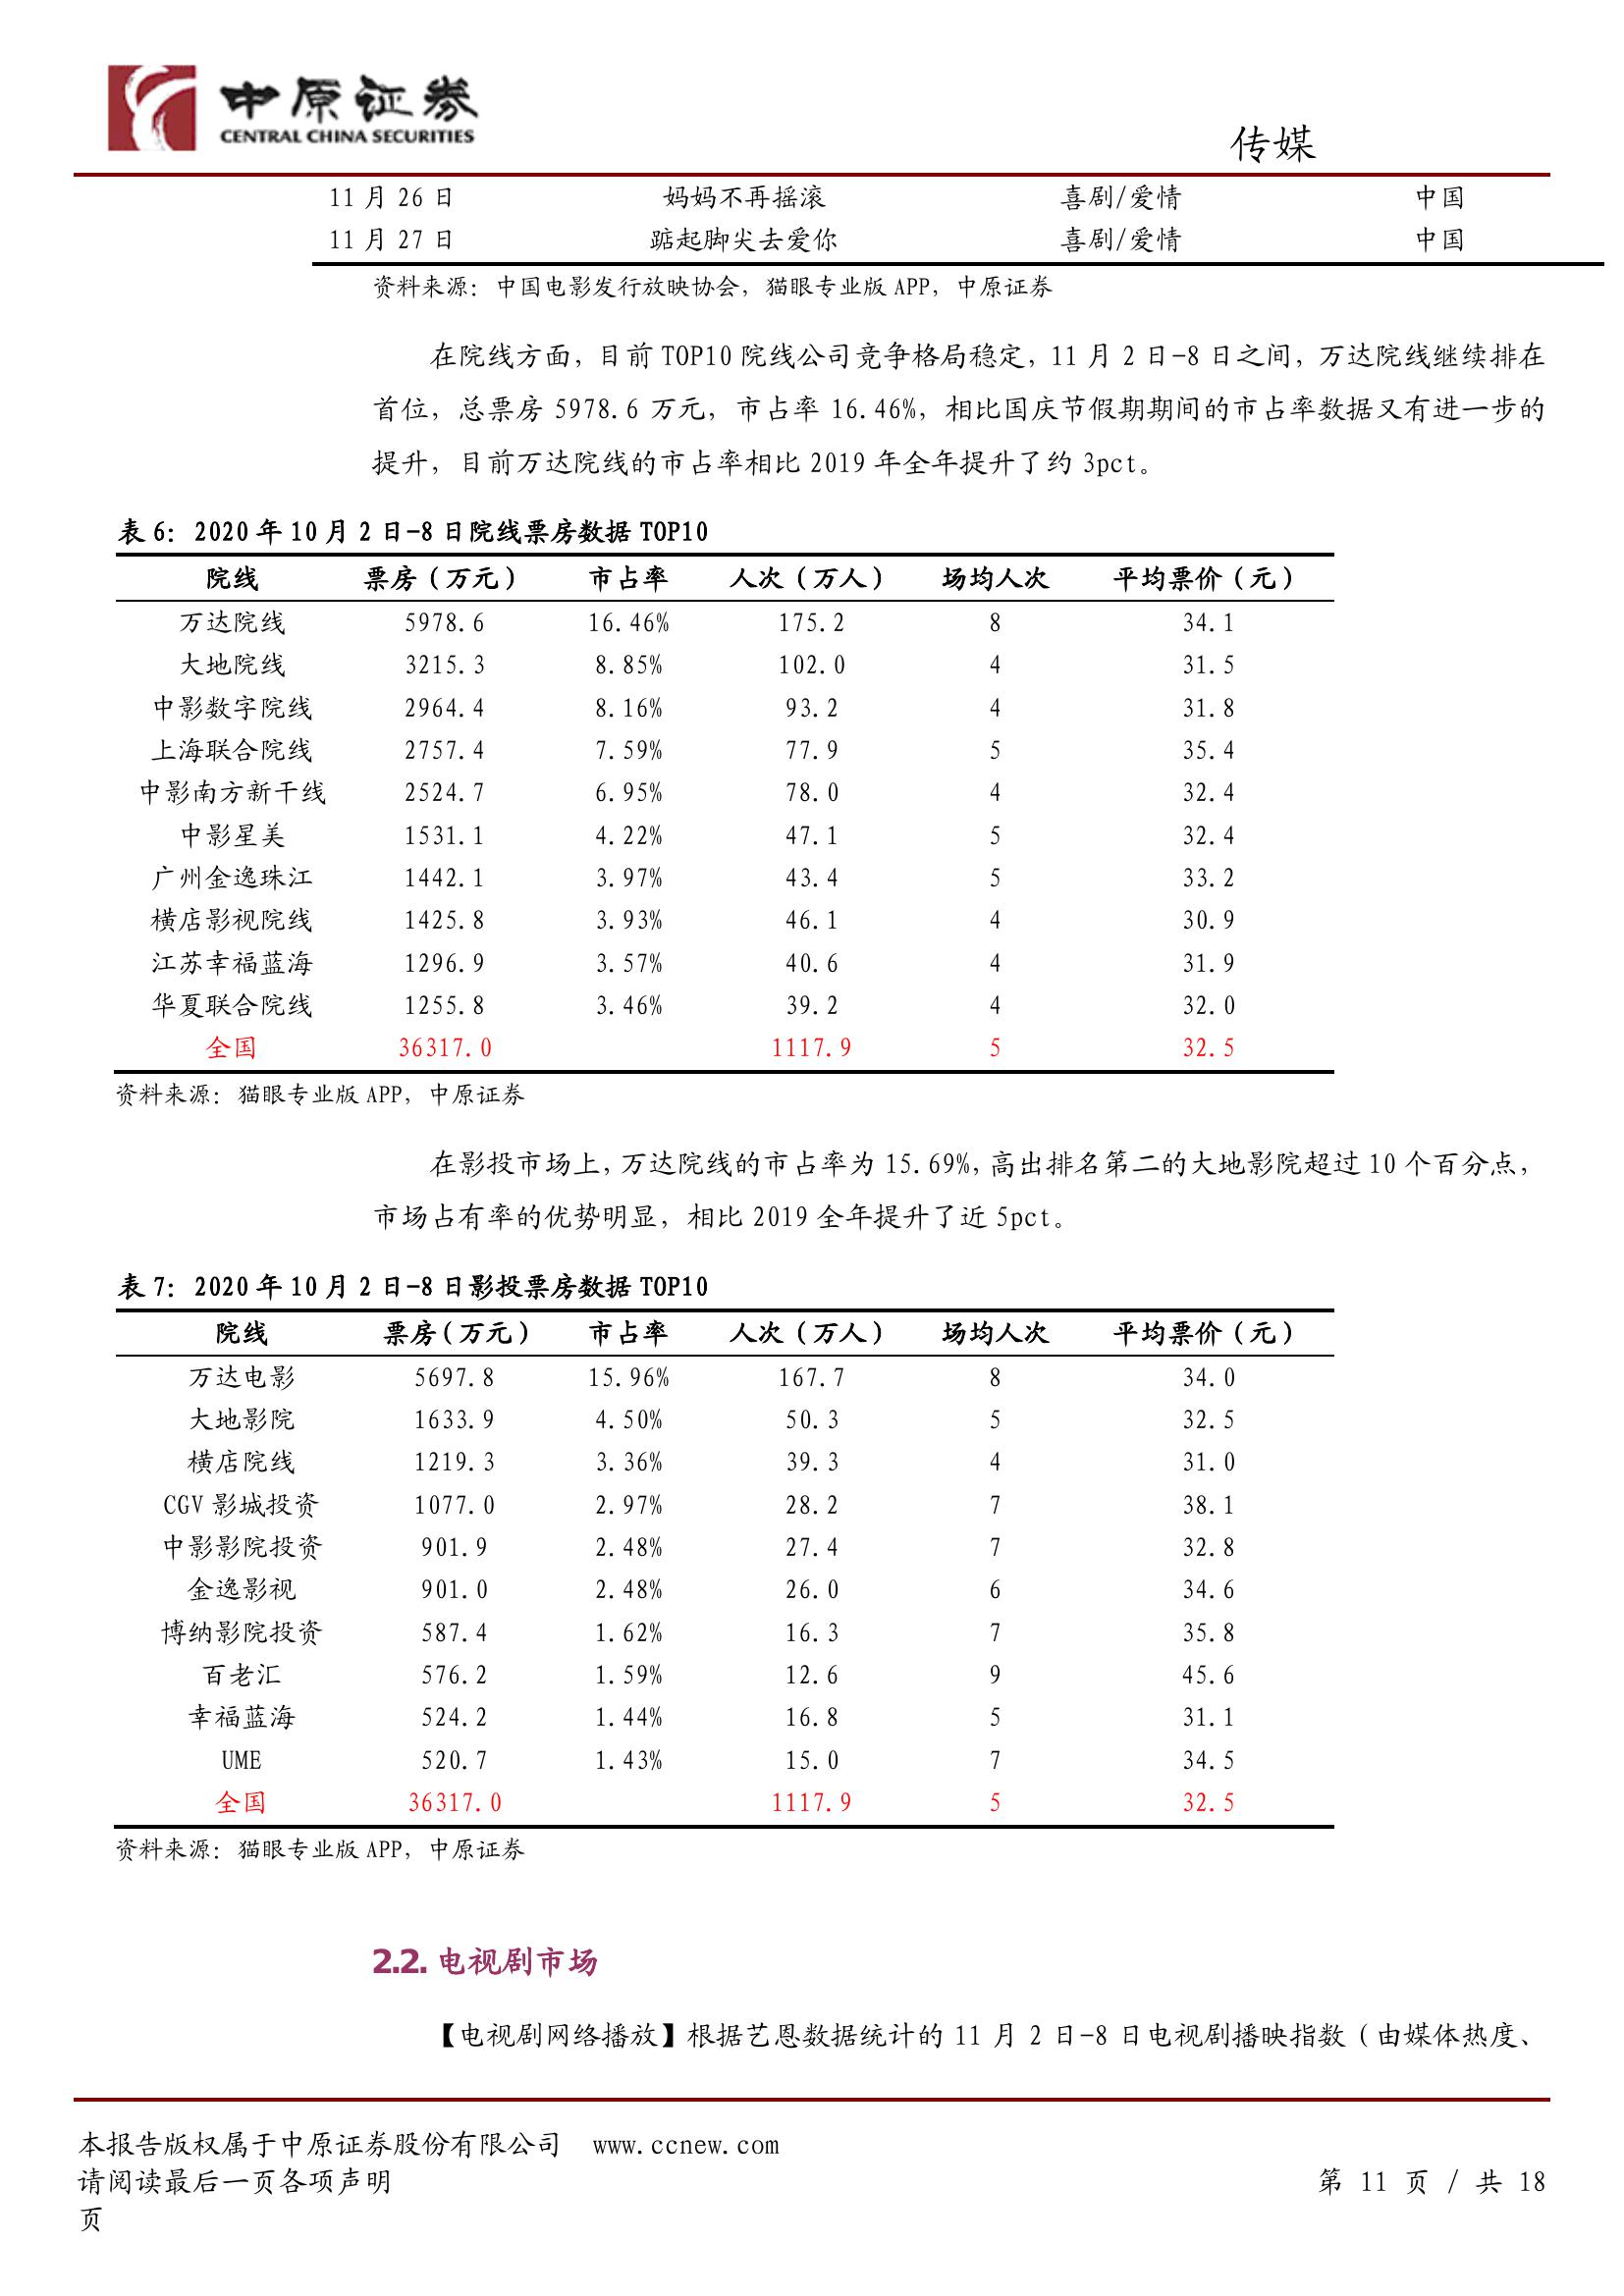 中原证券
CENTRAL CHINA SECURITIES
传媒
11 月 26 日 妈妈不再摇滚 喜剧/爱情 中国
11 月 27 日 踮起脚尖去爱你 喜剧/爱情 中国
资料来源：中国电影发行放映协会，猫眼专业版 APP，中原证券
在院线方面，目前 TOP10 院线公司竞争格局稳定，11 月 2 日-8 日之间，万达院线继续排在
首位，总票房 5978.6 万元，市占率 16.46%，相比国庆节假期期间的市占率数据又有进一步的
提升，目前万达院线的市占率相比 2019 年全年提升了约 3pct。
表 6：2020 年 10 月 2 日-8 日院线票房数据 TOP10
院线 票房（万元） 市占率 人次（万人） 场均人次 平均票价（元）
万达院线 5978.6 16.46% 175.2 8 34.1
大地院线 3215.3 8.85% 102.0 4 31.5
中影数字院线 2964.4 8.16% 93.2 4 31.8
上海联合院线 2757.4 7.59% 77.9 5 35.4
中影南方新干线 2524.7 6.95% 78.0 4 32.4
中影星美 1531.1 4.22% 47.1 5 32.4
广州金逸珠江 1442.1 3.97% 43.4 5 33.2
横店影视院线 1425.8 3.93% 46.1 4 30.9
江苏幸福蓝海 1296.9 3.57% 40.6 4 31.9
华夏联合院线 1255.8 3.46% 39.2 4 32.0
全国 36317.0 1117.9 5 32.5
资料来源：猫眼专业版 APP，中原证券
在影投市场上，万达院线的市占率为 15.69%，高出排名第二的大地影院超过 10 个百分点，
市场占有率的优势明显，相比 2019 全年提升了近 5pct。
表 7：2020 年 10 月 2 日-8 日影投票房数据 TOP10
院线 票房（万元） 市占率 人次（万人） 场均人次 平均票价（元）
万达电影 5697.8 15.96% 167.7 8 34.0
大地影院 1633.9 4.50% 50.3 5 32.5
横店院线 1219.3 3.36% 39.3 4 31.0
CGV 影城投资 1077.0 2.97% 28.2 7 38.1
中影影院投资 901.9 2.48% 27.4 7 32.8
金逸影视 901.0 2.48% 26.0 6 34.6
博纳影院投资 587.4 1.62% 16.3 7 35.8
百老汇 576.2 1.59% 12.6 9 45.6
幸福蓝海 524.2 1.44% 16.8 5 31.1
UME 520.7 1.43% 15.0 7 34.5
全国 36317.0 1117.9 5 32.5
资料来源：猫眼专业版 APP，中原证券
2.2. 电视剧市场
【电视剧网络播放】根据艺恩数据统计的 11 月 2 日-8 日电视剧播映指数（由媒体热度、
本报告版权属于中原证券股份有限公司 www.ccnew.com
请阅读最后一页各项声明 第 11 页 / 共 18
页